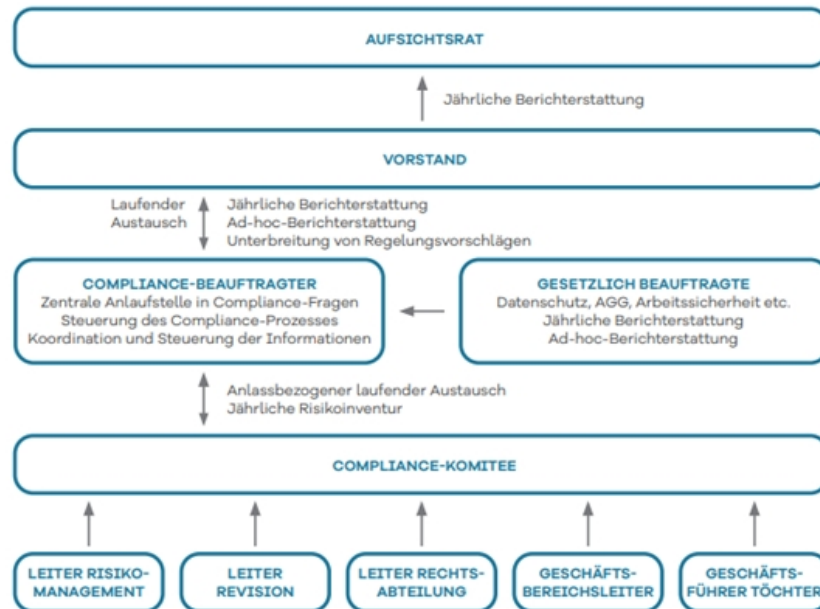 AUFSICHTSRAT
Jährliche Berichterstattung
VORSTAND
Laufender
Austausch
Jährliche Berichterstattung
Ad-hoc-Berichterstattung
Unterbreitung von Regelungsvorschlägen
COMPLIANCE-BEAUFTRAGTER
Zentrale Anlaufstelle in Compliance-Fragen
Steuerung des Compliance-Prozesses
Koordination und Steuerung der Informationen
GESETZLICH BEAUFTRAGTE
Datenschutz, AGG, Arbeitssicherheit etc.
Jährliche Berichterstattung
Ad-hoc-Berichterstattung
Anlassbezogener laufender Austausch
Jährliche Risikoinventur
COMPLIANCE-KOMITEE
LEITER RISIKO-
MANAGEMENT
LEITER
REVISION
LEITER RECHTS-
ABTEILUNG
GESCHÄFTS-
BEREICHSLEITER
GESCHÄFTS-
FÜHRER TÖCHTER